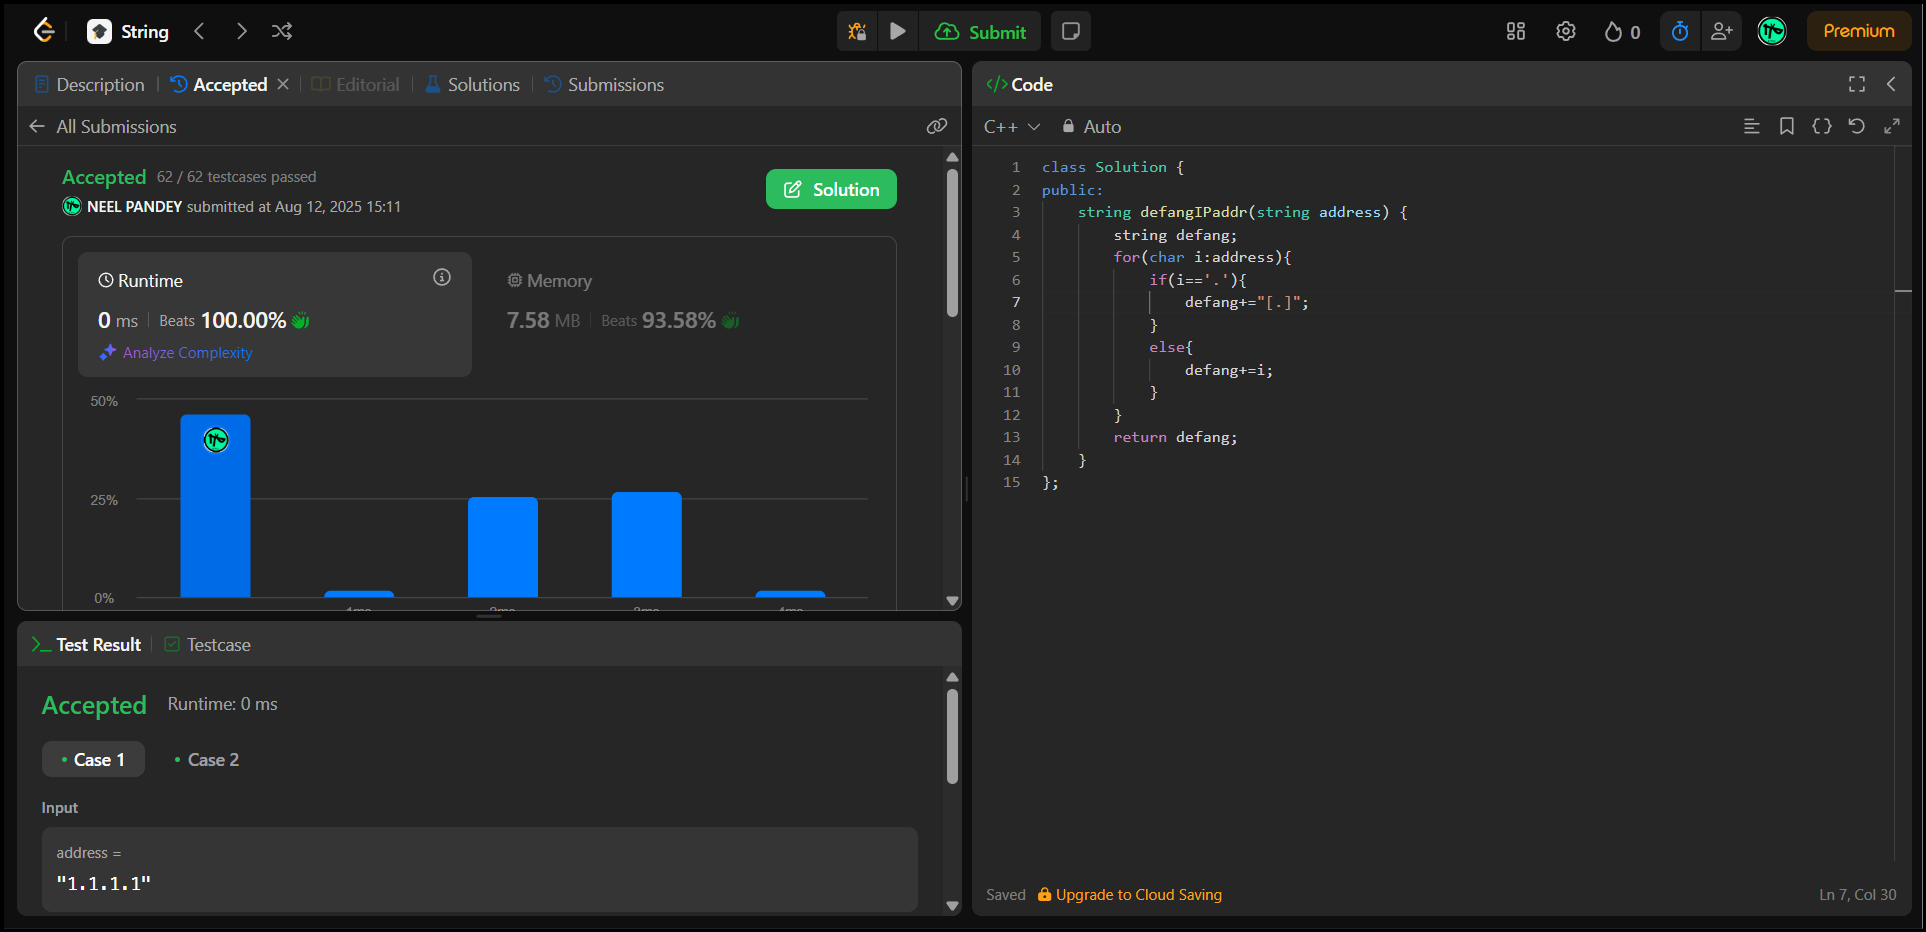 String
Submit
0
Premium
Description
Accepted
Editorial
Solutions
Submissions
All Submissions
Accepted 62 / 62 testcases passed
NEEL PANDEY submitted at Aug 12, 2025 15:11
Solution
Runtime
0 ms Beats 100.00%
Analyze Complexity
Memory
7.58 MB Beats 93.58%
50%
25%
0%
1ms
2ms
3ms
4ms
Test Result
Testcase
Accepted Runtime: 0 ms
Case 1
Case 2
Input
address =
"1.1.1.1"
</> Code
C++
Auto
1 class Solution {
2 public:
3 string defangIPaddr(string address) {
4 string defang;
5 for(char i:address){
6 if(i=='.'){
7 defang+="[.]";
8 }
9 else{
10 defang+=i;
11 }
12 }
13 return defang;
14 }
15 };
Saved Upgrade to Cloud Saving
Ln 7, Col 30